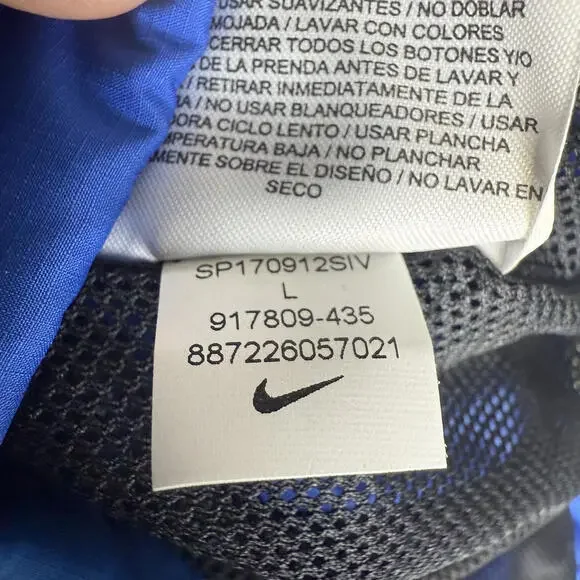 USAR SUAVIZANTES / NO DOBLAR
MOJADA / LAVAR CON COLORES
CERRAR TODOS LOS BOTONES Y/O
DE LA PRENDA ANTES DE LAVAR Y
/ RETIRAR INMEDIATAMENTE DE LA
/ NO USAR BLANQUEADORES / USAR
CICLO LENTO / USAR PLANCHA
BAJA / NO PLANCHAR
SOBRE EL DISEÑO / NO LAVAR EN
SECO
SP170912SIV
L
917809-435
887226057021